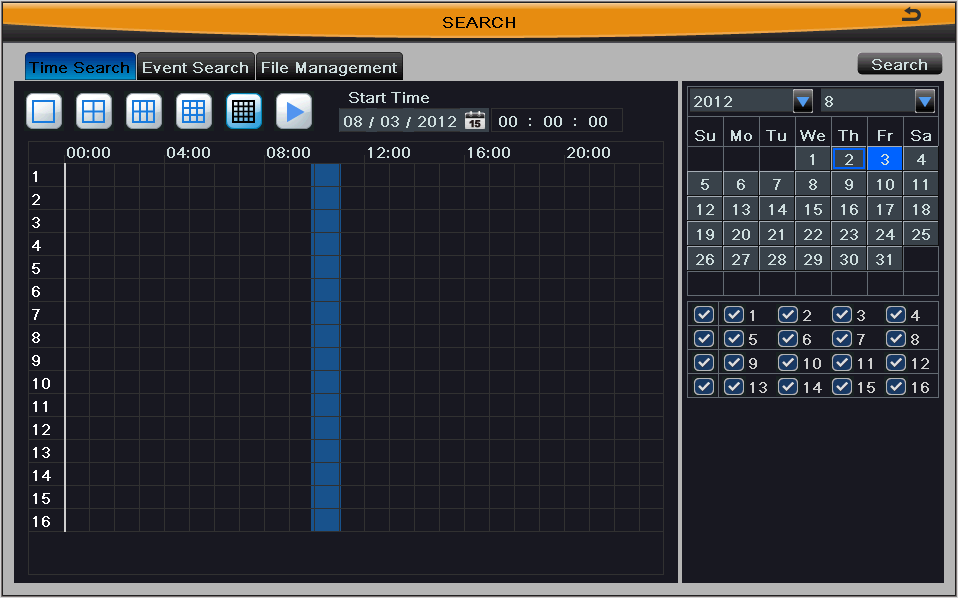 SEARCH
Time Search Event Search File Management Search
Start Time
08 / 03 / 2012 15 00 : 00 : 00
00:00 04:00 08:00 12:00 16:00 20:00
1
2
3
4
5
6
7
8
9
10
11
12
13
14
15
16
2012 8
Su Mo Tu We Th Fr Sa
1 2 3 4
5 6 7 8 9 10 11
12 13 14 15 16 17 18
19 20 21 22 23 24 25
26 27 28 29 30 31
1 2 3 4
5 6 7 8
9 10 11 12
13 14 15 16